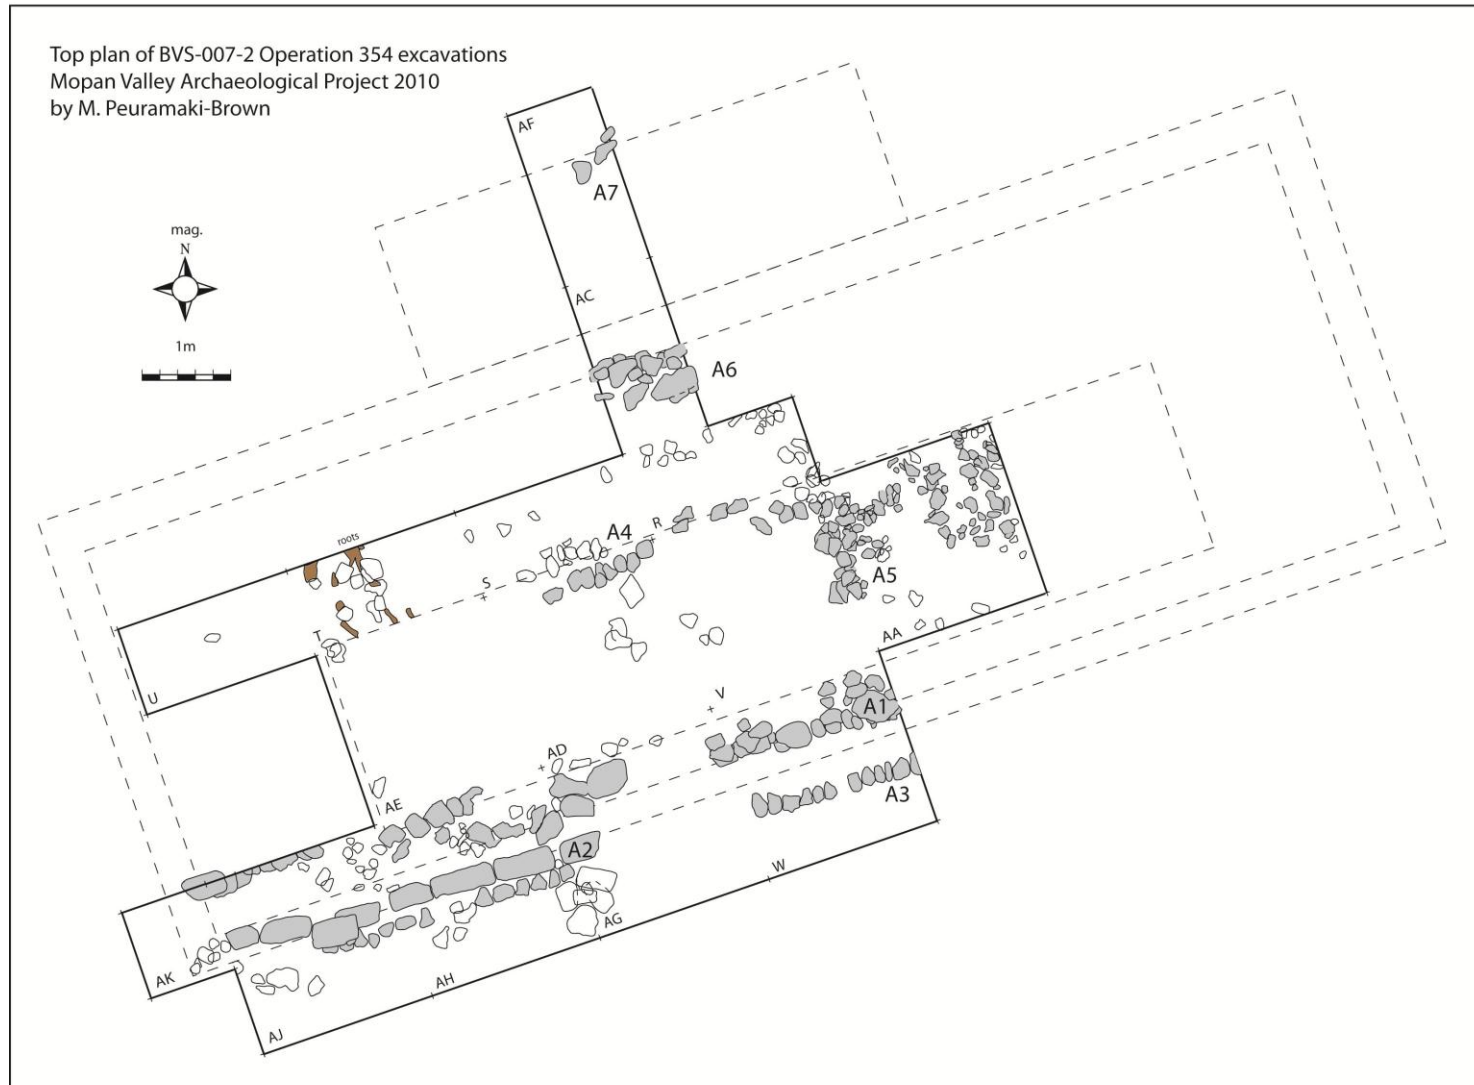 Top plan of BVS-007-2 Operation 354 excavations
Mopan Valley Archaeological Project 2010
by M. Peuramaki-Brown
AF
A7
mag.
N
AC
1m
A6
roots
A4
R
S
A5
T
AA
U
V
A1
AD
A3
AE
A2
W
AG
AK
AH
AJ